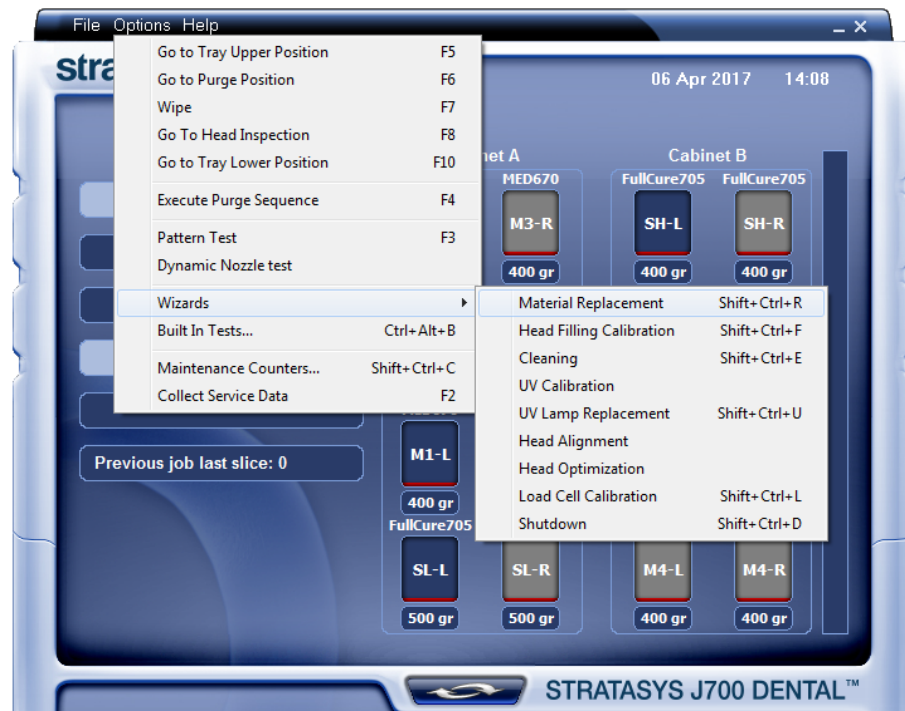 File Options Help
stra
06 Apr 2017 14:08
Go to Tray Upper Position F5
Go to Purge Position F6
Wipe F7
Go To Head Inspection F8
Go to Tray Lower Position F10
Execute Purge Sequence F4
Pattern Test F3
Dynamic Nozzle test
Wizards
Built In Tests... Ctrl+Alt+B
Maintenance Counters... Shift+Ctrl+C
Collect Service Data F2
net A
Cabinet B
MED670 FullCure705 FullCure705
M3-R SH-L SH-R
400 gr 400 gr 400 gr
Material Replacement Shift+Ctrl+R
Head Filling Calibration Shift+Ctrl+F
Cleaning Shift+Ctrl+E
UV Calibration
UV Lamp Replacement Shift+Ctrl+U
Head Alignment
Head Optimization
Load Cell Calibration Shift+Ctrl+L
Shutdown Shift+Ctrl+D
Previous job last slice: 0
M1-L
400 gr
FullCure705
SL-L SL-R M4-L M4-R
500 gr 500 gr 400 gr 400 gr
STRATASYS J700 DENTAL™